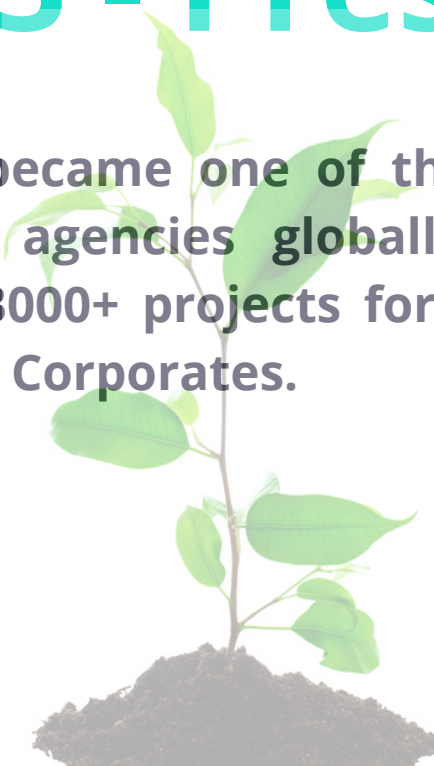 became one of th
agencies globall
3000+ projects for
Corporates.